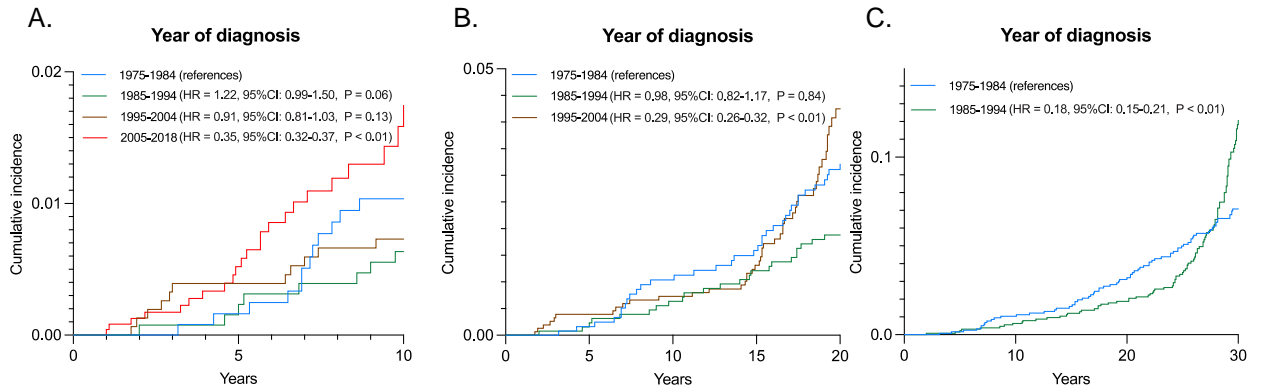 A.
Year of diagnosis
0.02
1975-1984 (references)
1985-1994 (HR = 1.22, 95%CI: 0.99-1.50, P = 0.06)
1995-2004 (HR = 0.91, 95%CI: 0.81-1.03, P = 0.13)
2005-2018 (HR = 0.35, 95%CI: 0.32-0.37, P < 0.01)
Cumulative incidence
0.01
0.00
0
5
10
Years
B.
Year of diagnosis
0.05
1975-1984 (references)
1985-1994 (HR = 0.98, 95%CI: 0.82-1.17, P = 0.84)
1995-2004 (HR = 0.29, 95%CI: 0.26-0.32, P < 0.01)
Cumulative incidence
0.00
0
5
10
15
20
Years
C.
Year of diagnosis
1975-1984 (references)
1985-1994 (HR = 0.18, 95%CI: 0.15-0.21, P < 0.01)
Cumulative incidence
0.1
0.0
0
10
20
30
Years